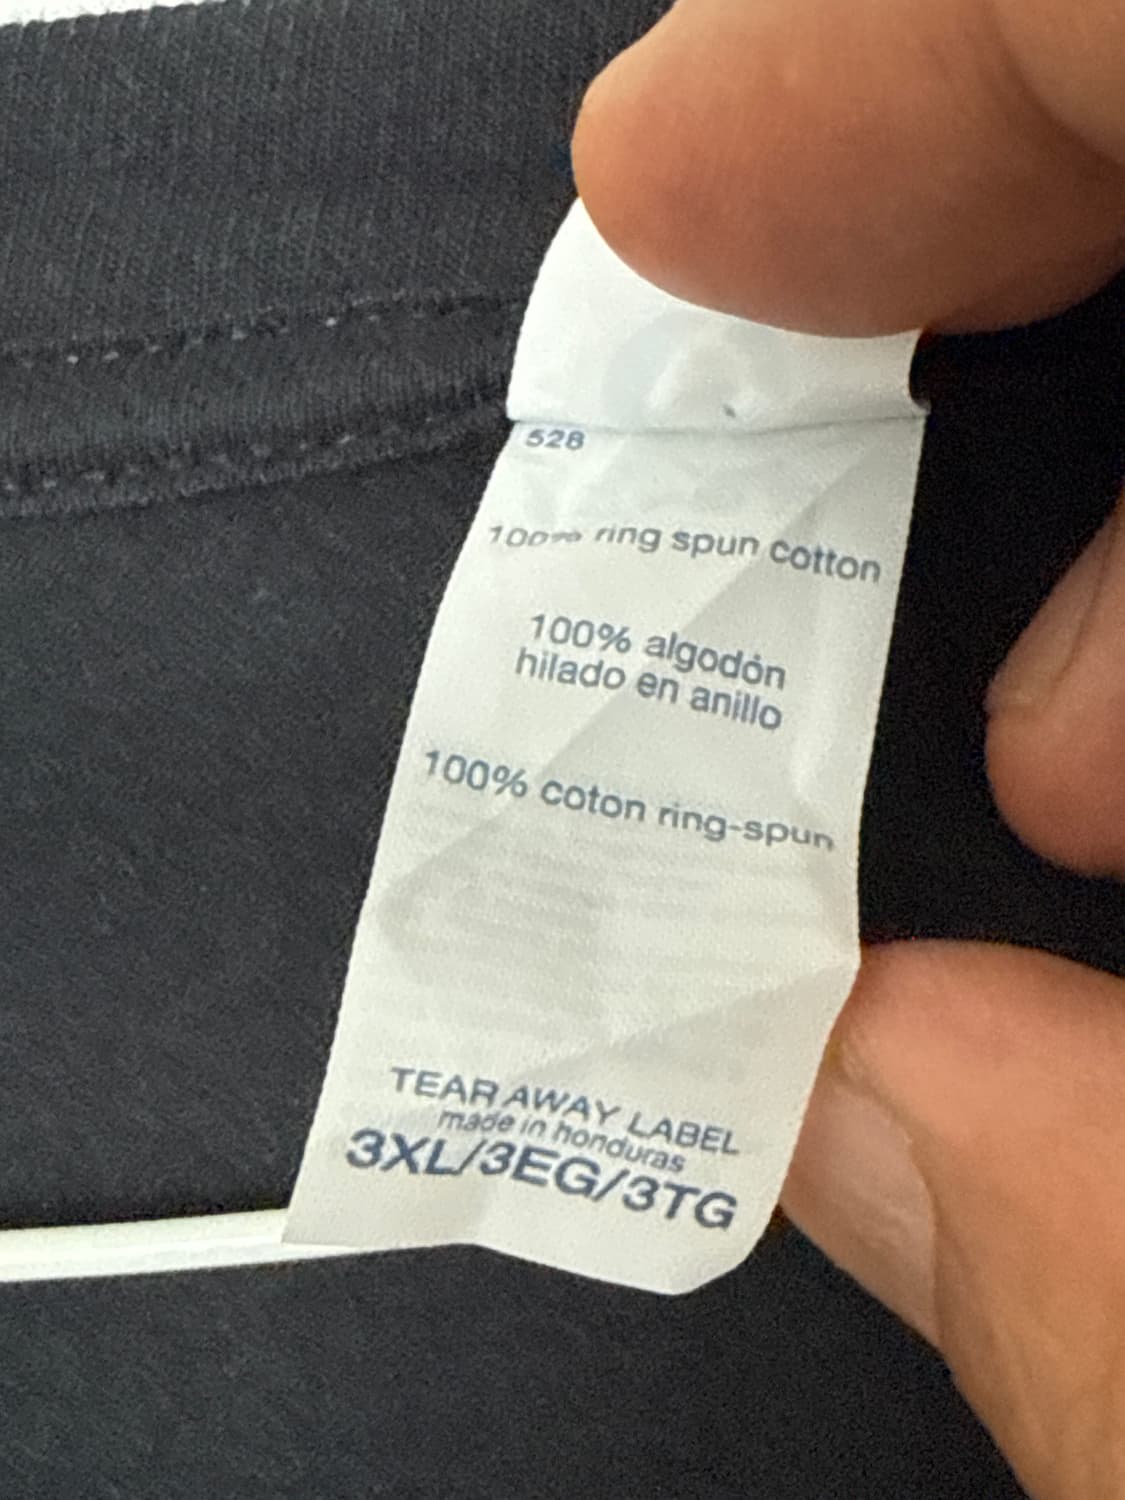 528
100% ring spun cotton
100% algodón
hilado en anillo
100% coton ring-spun
TEAR AWAY LABEL
made in honduras
3XL/3EG/3TG